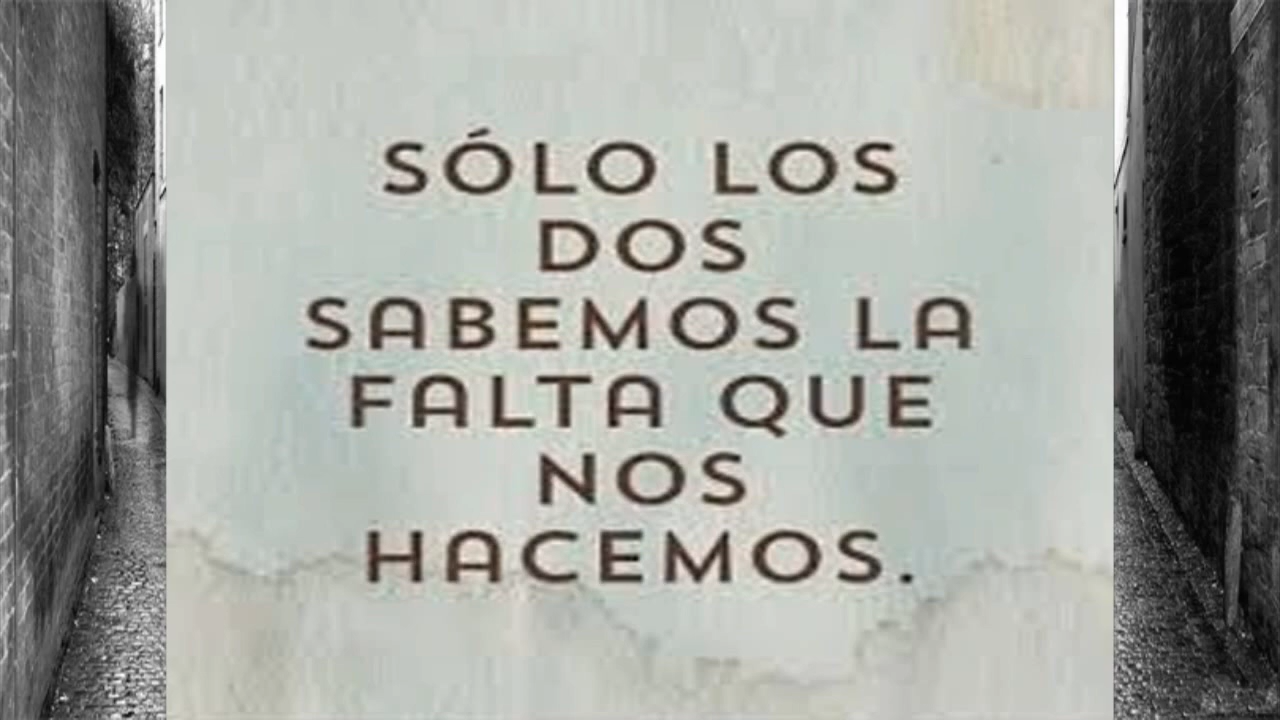 SÓLO LOS
DOS
SABEMOS LA
FALTA QUE
NOS
HACEMOS.